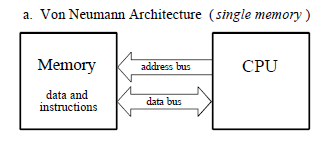 a. Von Neumann Architecture (single memory)
Memory
data and
instructions
address bus
data bus
CPU